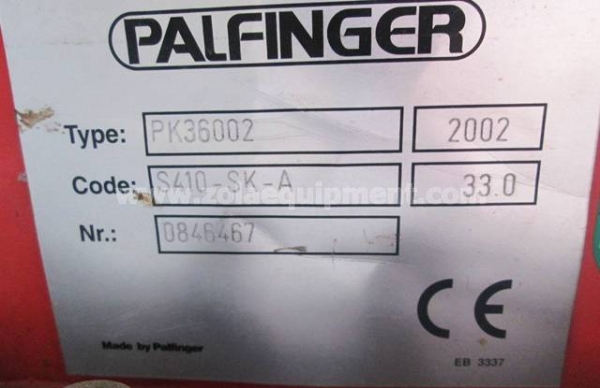 PALFINGER
Type: PK36002 2002
Code: S410-SK-A 33.0
www.zofaequipment.com
Nr.: 0846467
CE
Made by Palfinger
EB 3337